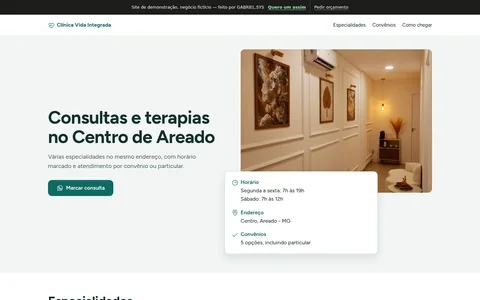 Site de demonstração, negócio fictício — feito por GABRIEL.SYS Quero um assim Pedir orçamento
Clínica Vida Integrada
Especialidades Convênios Como chegar
Consultas e terapias
no Centro de Areado
Várias especialidades no mesmo endereço, com horário
marcado e atendimento por convênio ou particular.
Marcar consulta
Horário
Segunda a sexta: 7h às 19h
Sábado: 7h às 12h
Endereço
Centro, Areado - MG
Convênios
5 opções, incluindo particular
Especialidades